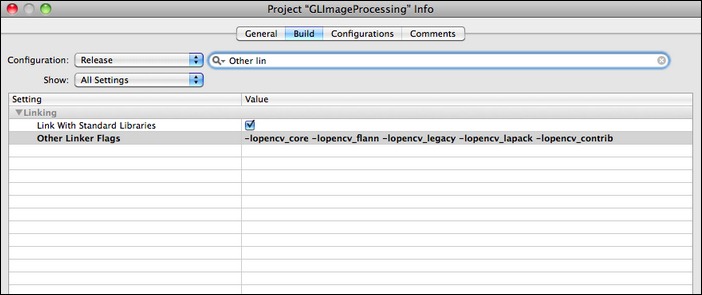 Project "GLImageProcessing" Info
General Build Configurations Comments
Configuration: Release Other lin
Show: All Settings
Setting Value
Linking
Link With Standard Libraries
Other Linker Flags -lopencv_core -lopencv_flann -lopencv_legacy -lopencv_lapack -lopencv_contrib